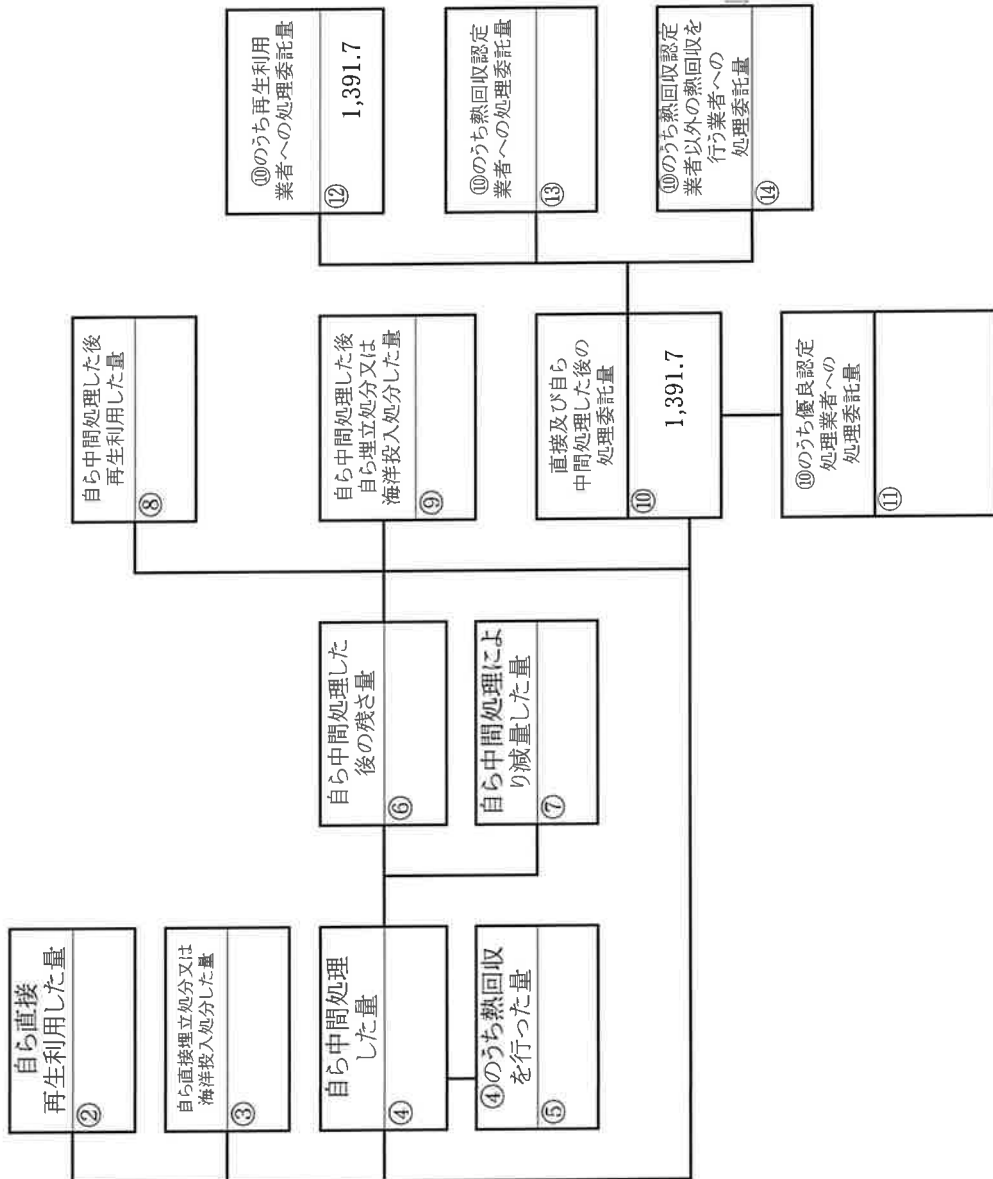 自ら直接
再生利用した量
②
自ら直接埋立処分又は
海洋投入処分した量
③
自ら中間処理
した量
④
④のうち熱回収
を行った量
⑤
自ら中間処理した
後の残さ量
⑥
自ら中間処理によ
り減量した量
⑦
自ら中間処理した後
再生利用した量
⑧
自ら中間処理した後
自ら埋立処分又は
海洋投入処分した量
⑨
直接及び自ら
中間処理した後の
処理委託量
⑩
1,391.7
⑩のうち優良認定
処理業者への
処理委託量
⑪
⑩のうち再生利用
業者への処理委託量
⑫
1,391.7
⑩のうち熱回収認定
業者への処理委託量
⑬
⑩のうち熱回収認定
業者以外の熱回収を
行う業者への
処理委託量
⑭